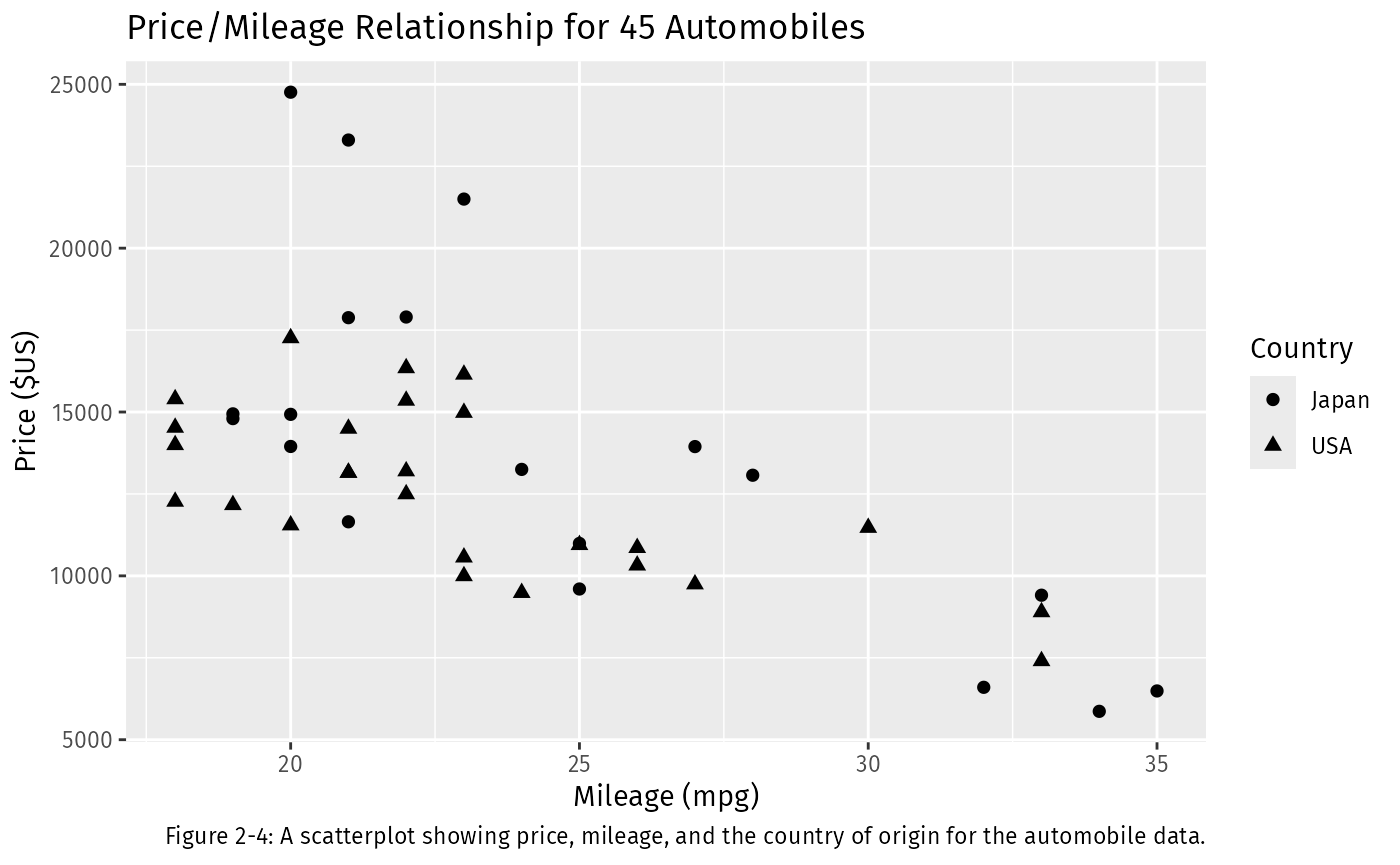 Price/Mileage Relationship for 45 Automobiles
25000
20000
15000
10000
5000
Price ($US)
20
25
30
35
Mileage (mpg)
Country
Japan
USA
Figure 2-4: A scatterplot showing price, mileage, and the country of origin for the automobile data.